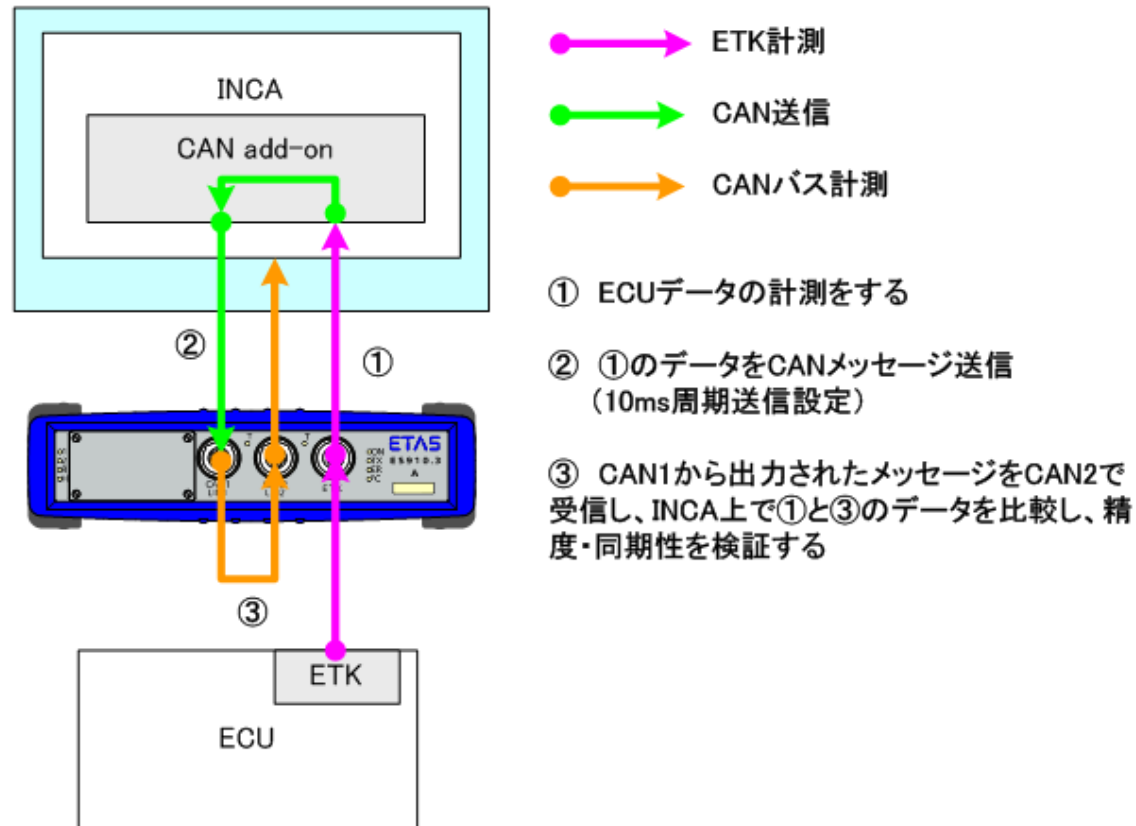 INCA
CAN add-on
②
①
ETAS
ES910.3
A
③
ETK
ECU
ETK計測
CAN送信
CANバス計測
① ECUデータの計測をする
② ①のデータをCANメッセージ送信
（10ms周期送信設定）
③ CAN1から出力されたメッセージをCAN2で
受信し、INCA上で①と③のデータを比較し、精
度・同期性を検証する